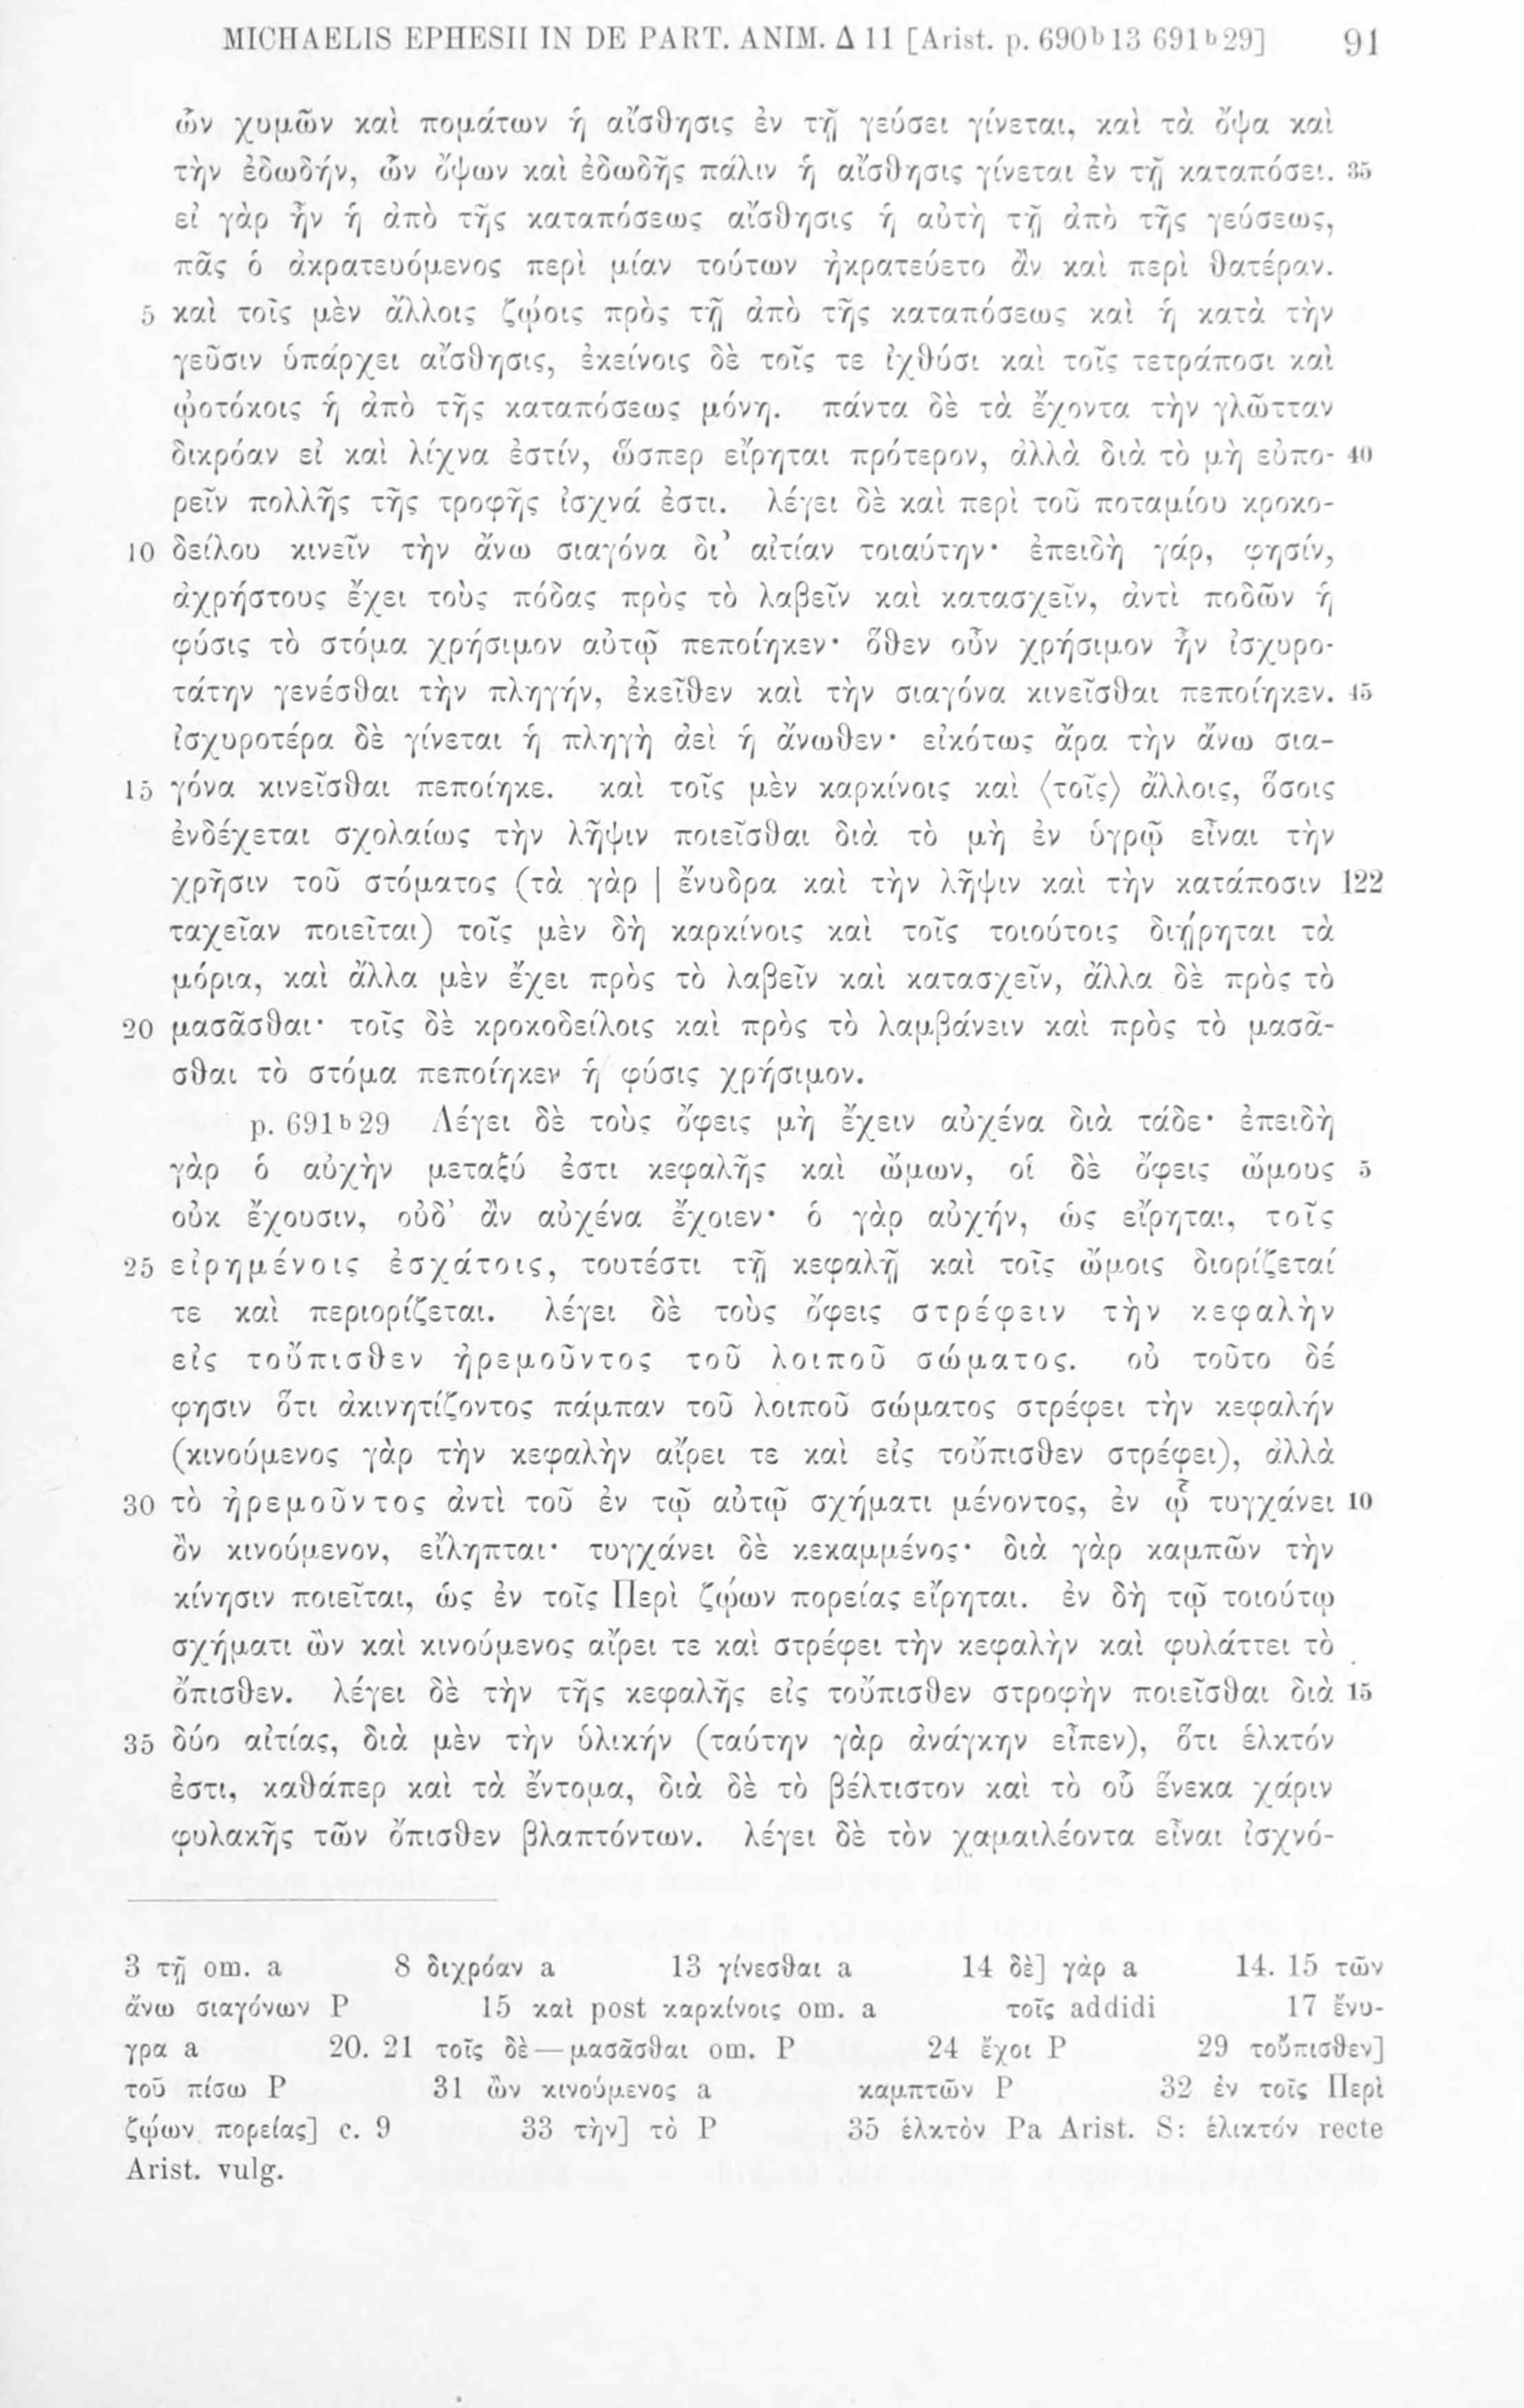 MICHAELIS EPHESII IN DE PART. ANIM. Δ 11 [Arist. p. 690ᵇ13 691ᵇ29] 91
ὧν χυμῶν καὶ πομάτων ἡ αἴσθησις ἐν τῇ γεύσει γίνεται, καὶ τὰ ὄψα καὶ
τὴν ἐδωδήν, ὧν ὄψων καὶ ἐδωδῆς πάλιν ἡ αἴσθησις γίνεται ἐν τῇ καταπόσει. 35
εἰ γὰρ ἦν ἡ ἀπὸ τῆς καταπόσεως αἴσθησις ἡ αὐτὴ τῇ ἀπὸ τῆς γεύσεως,
πᾶς ὁ ἀκρατευόμενος περὶ μίαν τούτων ἠκρατεύετο ἂν καὶ περὶ θατέραν.
5 καὶ τοῖς μὲν ἄλλοις ζῴοις πρὸς τῇ ἀπὸ τῆς καταπόσεως καὶ ἡ κατὰ τὴν
γεῦσιν ὑπάρχει αἴσθησις, ἐκείνοις δὲ τοῖς τε ἰχθύσι καὶ τοῖς τετράποσι καὶ
ᾠοτόκοις ἡ ἀπὸ τῆς καταπόσεως μόνη. πάντα δὲ τὰ ἔχοντα τὴν γλῶτταν
δικρόαν εἰ καὶ λίχνα ἐστίν, ὥσπερ εἴρηται πρότερον, ἀλλὰ διὰ τὸ μὴ εὐπο- 40
ρεῖν πολλῆς τῆς τροφῆς ἰσχνά ἐστι. λέγει δὲ καὶ περὶ τοῦ ποταμίου κροκο-
10 δείλου κινεῖν τὴν ἄνω σιαγόνα δι᾽ αἰτίαν τοιαύτην· ἐπειδὴ γάρ, φησίν,
ἀχρήστους ἔχει τοὺς πόδας πρὸς τὸ λαβεῖν καὶ κατασχεῖν, ἀντὶ ποδῶν ἡ
φύσις τὸ στόμα χρήσιμον αὐτῷ πεποίηκεν· ὅθεν οὖν χρήσιμον ἦν ἰσχυρο-
τάτην γενέσθαι τὴν πληγήν, ἐκεῖθεν καὶ τὴν σιαγόνα κινεῖσθαι πεποίηκεν. 45
ἰσχυροτέρα δὲ γίνεται ἡ πληγὴ ἀεὶ ἡ ἄνωθεν· εἰκότως ἄρα τὴν ἄνω σια-
15 γόνα κινεῖσθαι πεποίηκε. καὶ τοῖς μὲν καρκίνοις καὶ ⟨τοῖς⟩ ἄλλοις, ὅσοις
ἐνδέχεται σχολαίως τὴν λῆψιν ποιεῖσθαι διὰ τὸ μὴ ἐν ὑγρῷ εἶναι τὴν
χρῆσιν τοῦ στόματος (τὰ γὰρ | ἔνυδρα καὶ τὴν λῆψιν καὶ τὴν κατάποσιν 122
ταχεῖαν ποιεῖται) τοῖς μὲν δὴ καρκίνοις καὶ τοῖς τοιούτοις διῄρηται τὰ
μόρια, καὶ ἄλλα μὲν ἔχει πρὸς τὸ λαβεῖν καὶ κατασχεῖν, ἄλλα δὲ πρὸς τὸ
20 μασᾶσθαι· τοῖς δὲ κροκοδείλοις καὶ πρὸς τὸ λαμβάνειν καὶ πρὸς τὸ μασᾶ-
σθαι τὸ στόμα πεποίηκεν ἡ φύσις χρήσιμον.
p. 691ᵇ29 Λέγει δὲ τοὺς ὄφεις μὴ ἔχειν αὐχένα διὰ τάδε· ἐπειδὴ
γὰρ ὁ αὐχὴν μεταξύ ἐστι κεφαλῆς καὶ ὤμων, οἱ δὲ ὄφεις ὤμους 5
οὐκ ἔχουσιν, οὐδ᾽ ἂν αὐχένα ἔχοιεν· ὁ γὰρ αὐχήν, ὡς εἴρηται, τοῖς
25 εἰρημένοις ἐσχάτοις, τουτέστι τῇ κεφαλῇ καὶ τοῖς ὤμοις διορίζεταί
τε καὶ περιορίζεται. λέγει δὲ τοὺς ὄφεις στρέφειν τὴν κεφαλὴν
εἰς τοὔπισθεν ἠρεμοῦντος τοῦ λοιποῦ σώματος. οὐ τοῦτο δέ
φησιν ὅτι ἀκινητίζοντος πάμπαν τοῦ λοιποῦ σώματος στρέφει τὴν κεφαλήν
(κινούμενος γὰρ τὴν κεφαλὴν αἴρει τε καὶ εἰς τοὔπισθεν στρέφει), ἀλλὰ
30 τὸ ἠρεμοῦντος ἀντὶ τοῦ ἐν τῷ αὐτῷ σχήματι μένοντος, ἐν ᾧ τυγχάνει 10
ὂν κινούμενον, εἴληπται· τυγχάνει δὲ κεκαμμένος· διὰ γὰρ καμπῶν τὴν
κίνησιν ποιεῖται, ὡς ἐν τοῖς Περὶ ζῴων πορείας εἴρηται. ἐν δὴ τῷ τοιούτῳ
σχήματι ὢν καὶ κινούμενος αἴρει τε καὶ στρέφει τὴν κεφαλὴν καὶ φυλάττει τὸ
ὄπισθεν. λέγει δὲ τὴν τῆς κεφαλῆς εἰς τοὔπισθεν στροφὴν ποιεῖσθαι διὰ 15
35 δύο αἰτίας, διὰ μὲν τὴν ὑλικήν (ταύτην γὰρ ἀνάγκην εἶπεν), ὅτι ἑλκτόν
ἐστι, καθάπερ καὶ τὰ ἔντομα, διὰ δὲ τὸ βέλτιστον καὶ τὸ οὗ ἕνεκα χάριν
φυλακῆς τῶν ὄπισθεν βλαπτόντων. λέγει δὲ τὸν χαμαιλέοντα εἶναι ἰσχνό-
3 τῇ om. a 8 διχρόαν a 13 γίνεσθαι a 14 δὲ] γὰρ a 14. 15 τῶν
ἄνω σιαγόνων P 15 καὶ post καρκίνοις om. a τοῖς addidi 17 ἔνυ-
γρα a 20. 21 τοῖς δὲ — μασᾶσθαι om. P 24 ἔχοι P 29 τοὔπισθεν]
τοῦ πίσω P 31 ὢν κινούμενος a καμπτῶν P 32 ἐν τοῖς Περὶ
ζῴων πορείας] c. 9 33 τὴν] τὸ P 35 ἑλκτὸν Pa Arist. S: ἑλικτόν recte
Arist. vulg.